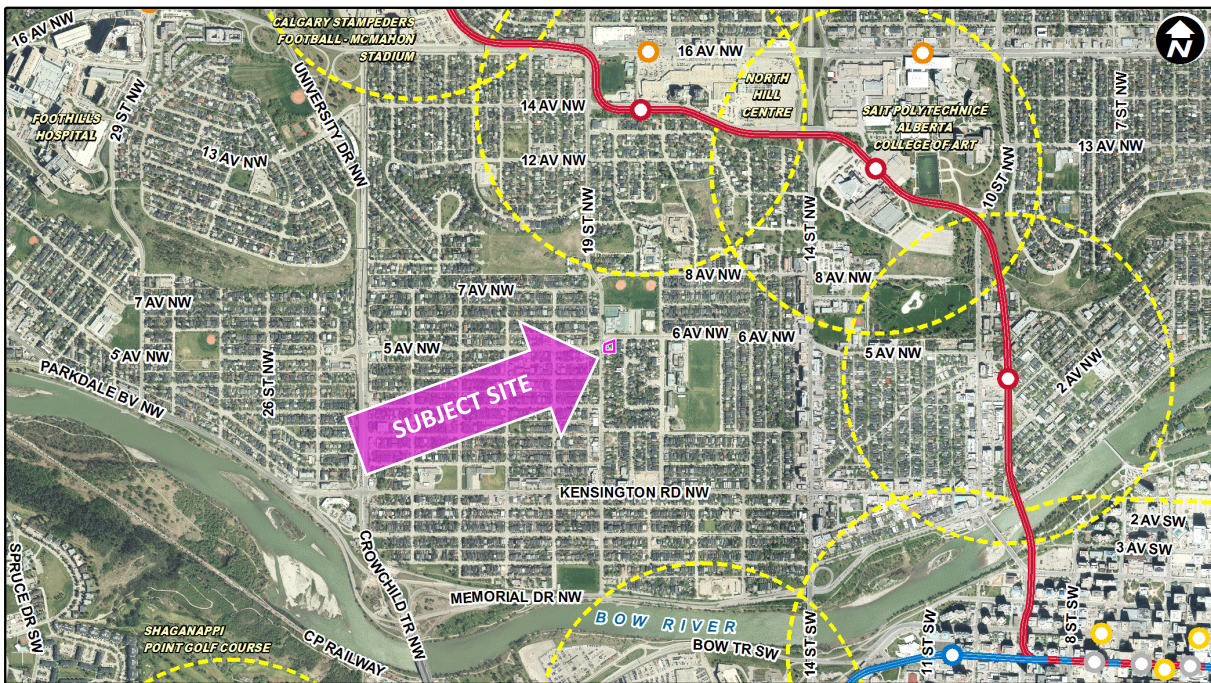 CALGARY STAMPEDERS
FOOTBALL - MCMAHON
STADIUM
16 AV NW
16 AV NW
N
UNIVERSITY DR NW
29 ST NW
FOOTHILLS
HOSPITAL
14 AV NW
NORTH
HILL
CENTRE
SAIT POLYTECHNICÉ
ALBERTA
COLLEGE OF ART
7 ST NW
13 AV NW
12 AV NW
13 AV NW
10 ST NW
19 ST NW
14 ST NW
8 AV NW
8 AV NW
7 AV NW
7 AV NW
6 AV NW
6 AV NW
5 AV NW
5 AV NW
5 AV NW
2 AV NW
PARKDALE BV NW
26 ST NW
SUBJECT SITE
KENSINGTON RD NW
2 AV SW
3 AV SW
SPRUCE DR SW
CROWCHILD TR NW
MEMORIAL DR NW
BOW RIVER
BOW TR SW
14 ST SW
11 ST SW
8 ST SW
SHAGANAPPI
POINT GOLF COURSE
CP RAILWAY